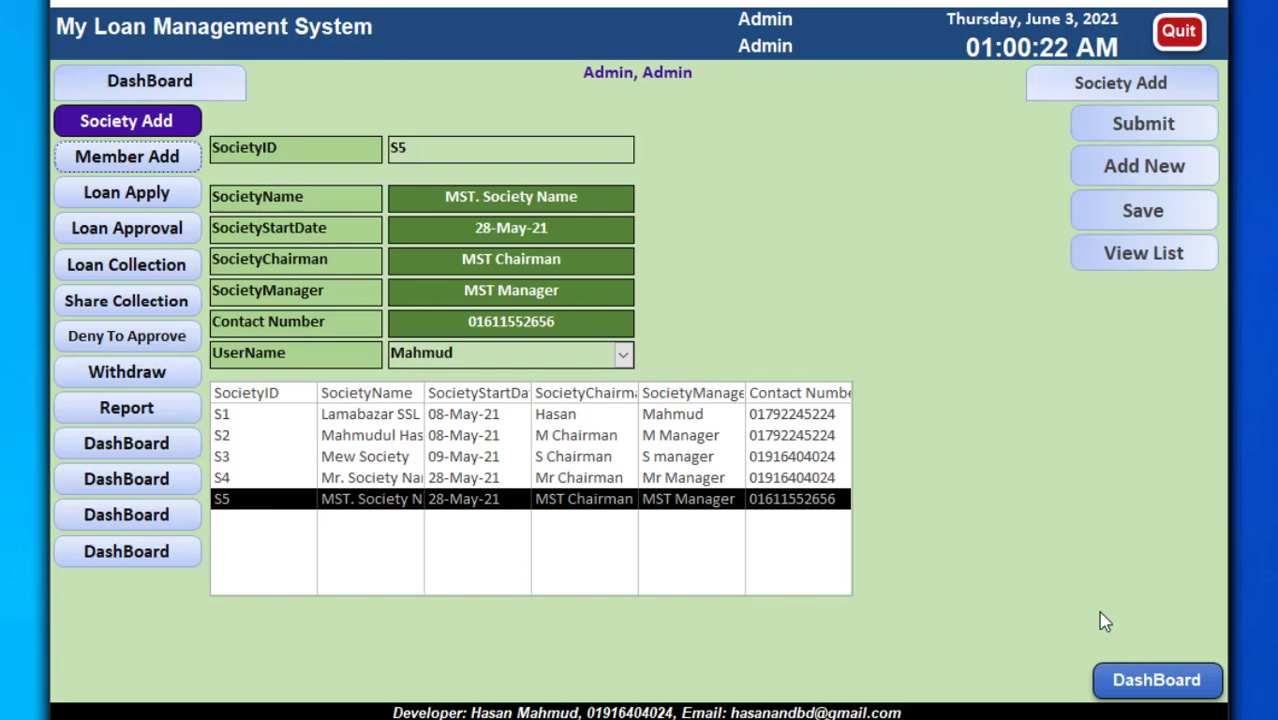 My Loan Management System
Admin
Admin
Thursday, June 3, 2021
01:00:22 AM
Quit
DashBoard
Admin, Admin
Society Add
Society Add
Member Add
Loan Apply
Loan Approval
Loan Collection
Share Collection
Deny To Approve
Withdraw
Report
DashBoard
DashBoard
DashBoard
DashBoard
SocietyID S5
SocietyName MST. Society Name
SocietyStartDate 28-May-21
SocietyChairman MST Chairman
SocietyManager MST Manager
Contact Number 01611552656
UserName Mahmud
Submit
Add New
Save
View List
SocietyID SocietyName SocietyStartDa SocietyChairm SocietyManage Contact Numbe
S1 Lamabazar SSL 08-May-21 Hasan Mahmud 01792245224
S2 Mahmudul Has 08-May-21 M Chairman M Manager 01792245224
S3 Mew Society 09-May-21 S Chairman S manager 01916404024
S4 Mr. Society Nar 28-May-21 Mr Chairman Mr Manager 01916404024
S5 MST. Society N 28-May-21 MST Chairman MST Manager 01611552656
DashBoard
Developer: Hasan Mahmud, 01916404024, Email: hasanandbd@gmail.com